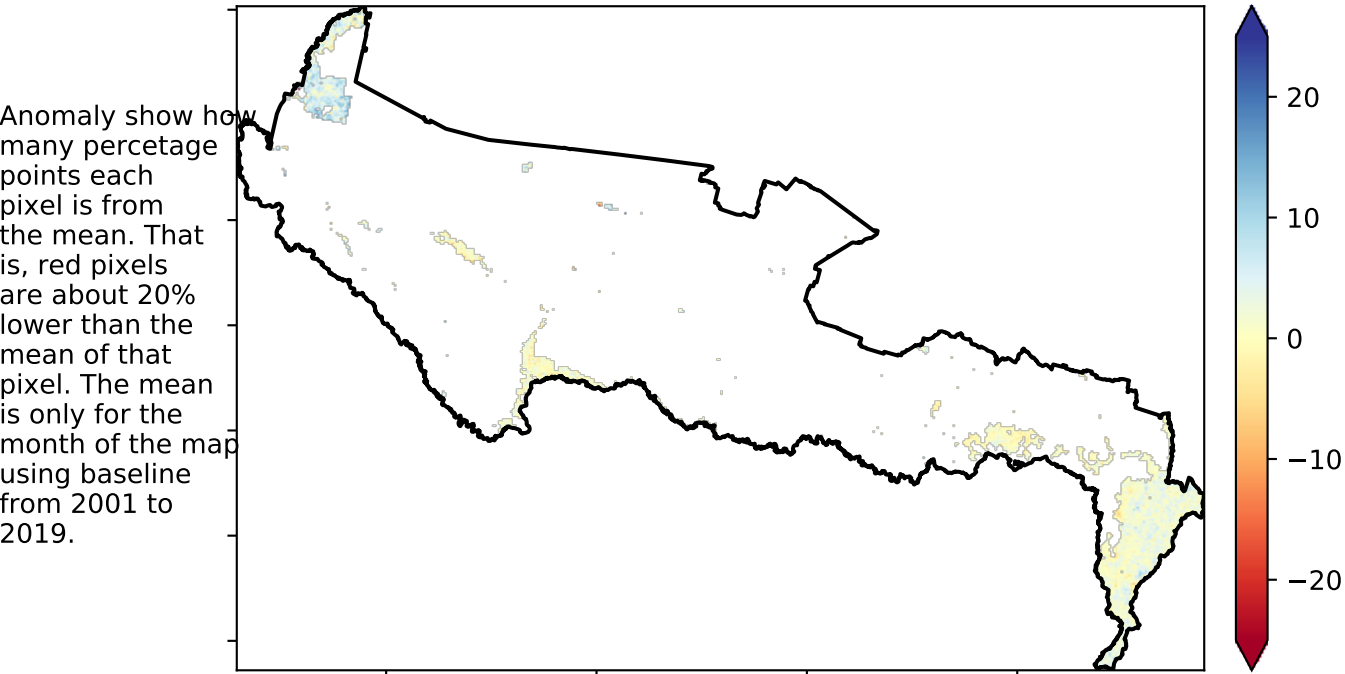 Anomaly show how
many percetage
points each
pixel is from
the mean. That
is, red pixels
are about 20%
lower than the
mean of that
pixel. The mean
is only for the
month of the map
using baseline
from 2001 to
2019.
20
10
0
−10
−20